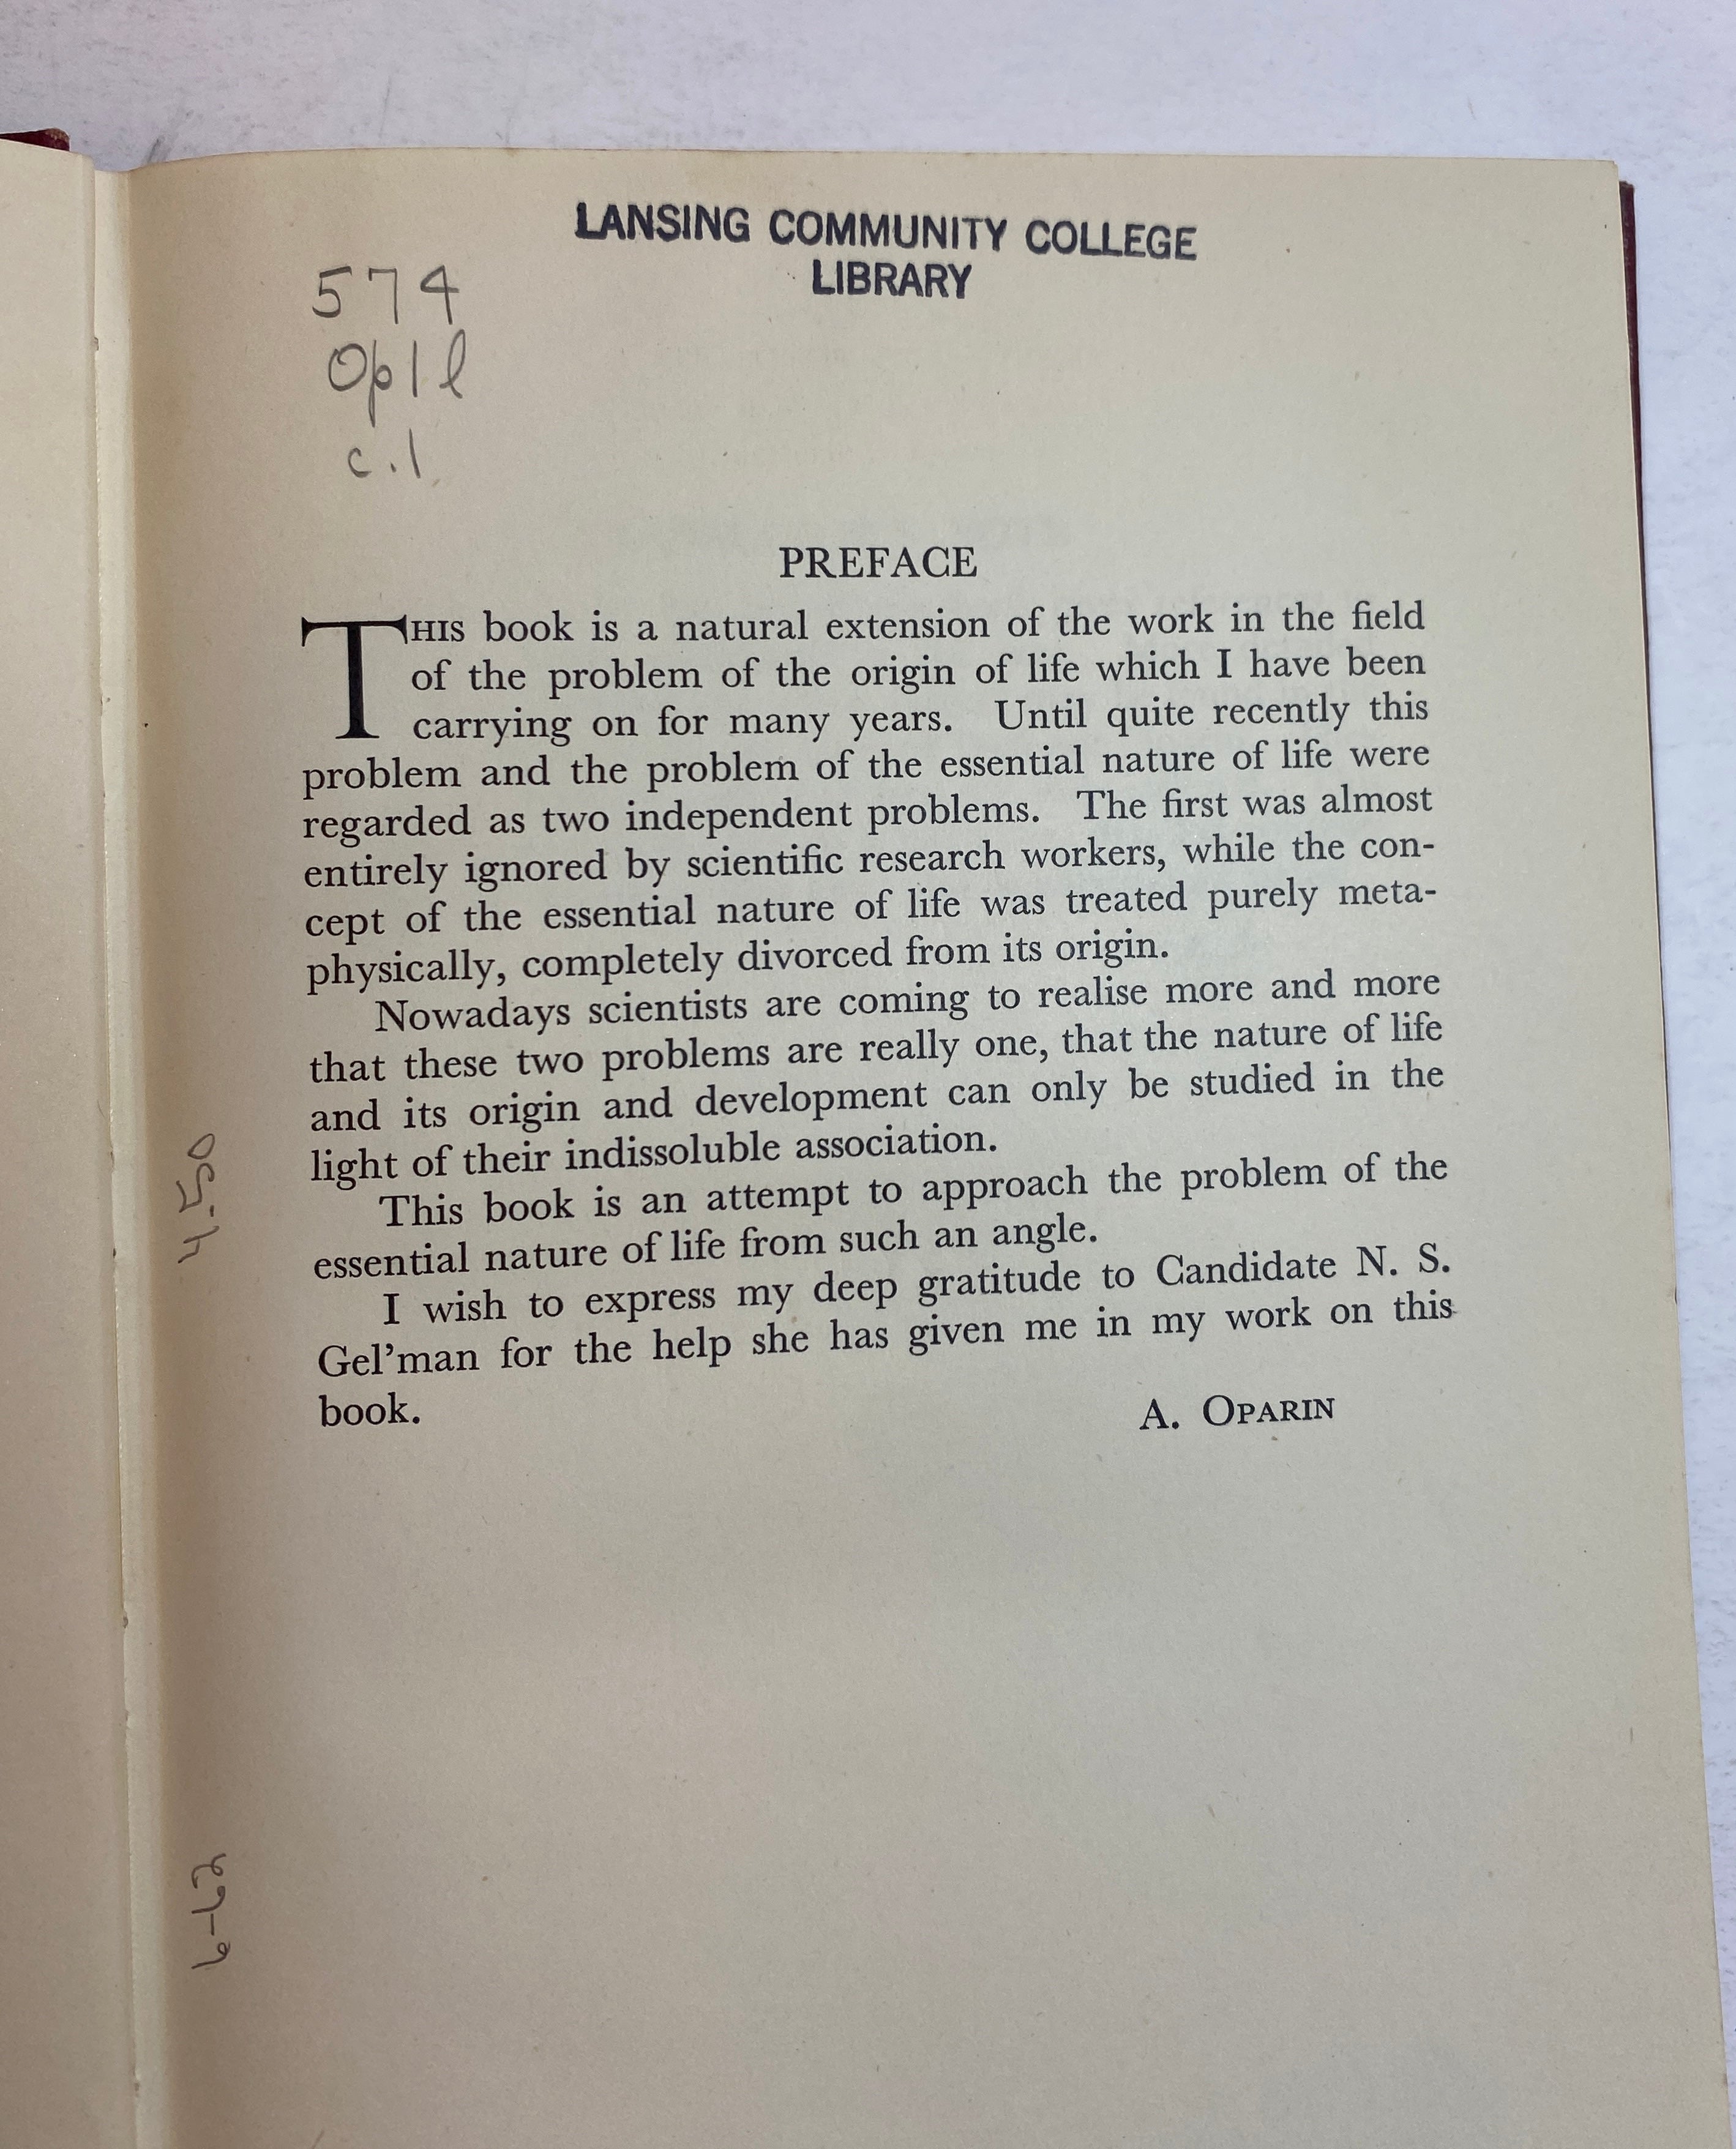 LANSING COMMUNITY COLLEGE
LIBRARY
574
Op1l
c.1
PREFACE
THIS book is a natural extension of the work in the field
of the problem of the origin of life which I have been
carrying on for many years. Until quite recently this
problem and the problem of the essential nature of life were
regarded as two independent problems. The first was almost
entirely ignored by scientific research workers, while the con-
cept of the essential nature of life was treated purely meta-
physically, completely divorced from its origin.
Nowadays scientists are coming to realise more and more
that these two problems are really one, that the nature of life
and its origin and development can only be studied in the
light of their indissoluble association.
This book is an attempt to approach the problem of the
essential nature of life from such an angle.
I wish to express my deep gratitude to Candidate N. S.
Gel'man for the help she has given me in my work on this
book.
A. OPARIN
4.50
9-63